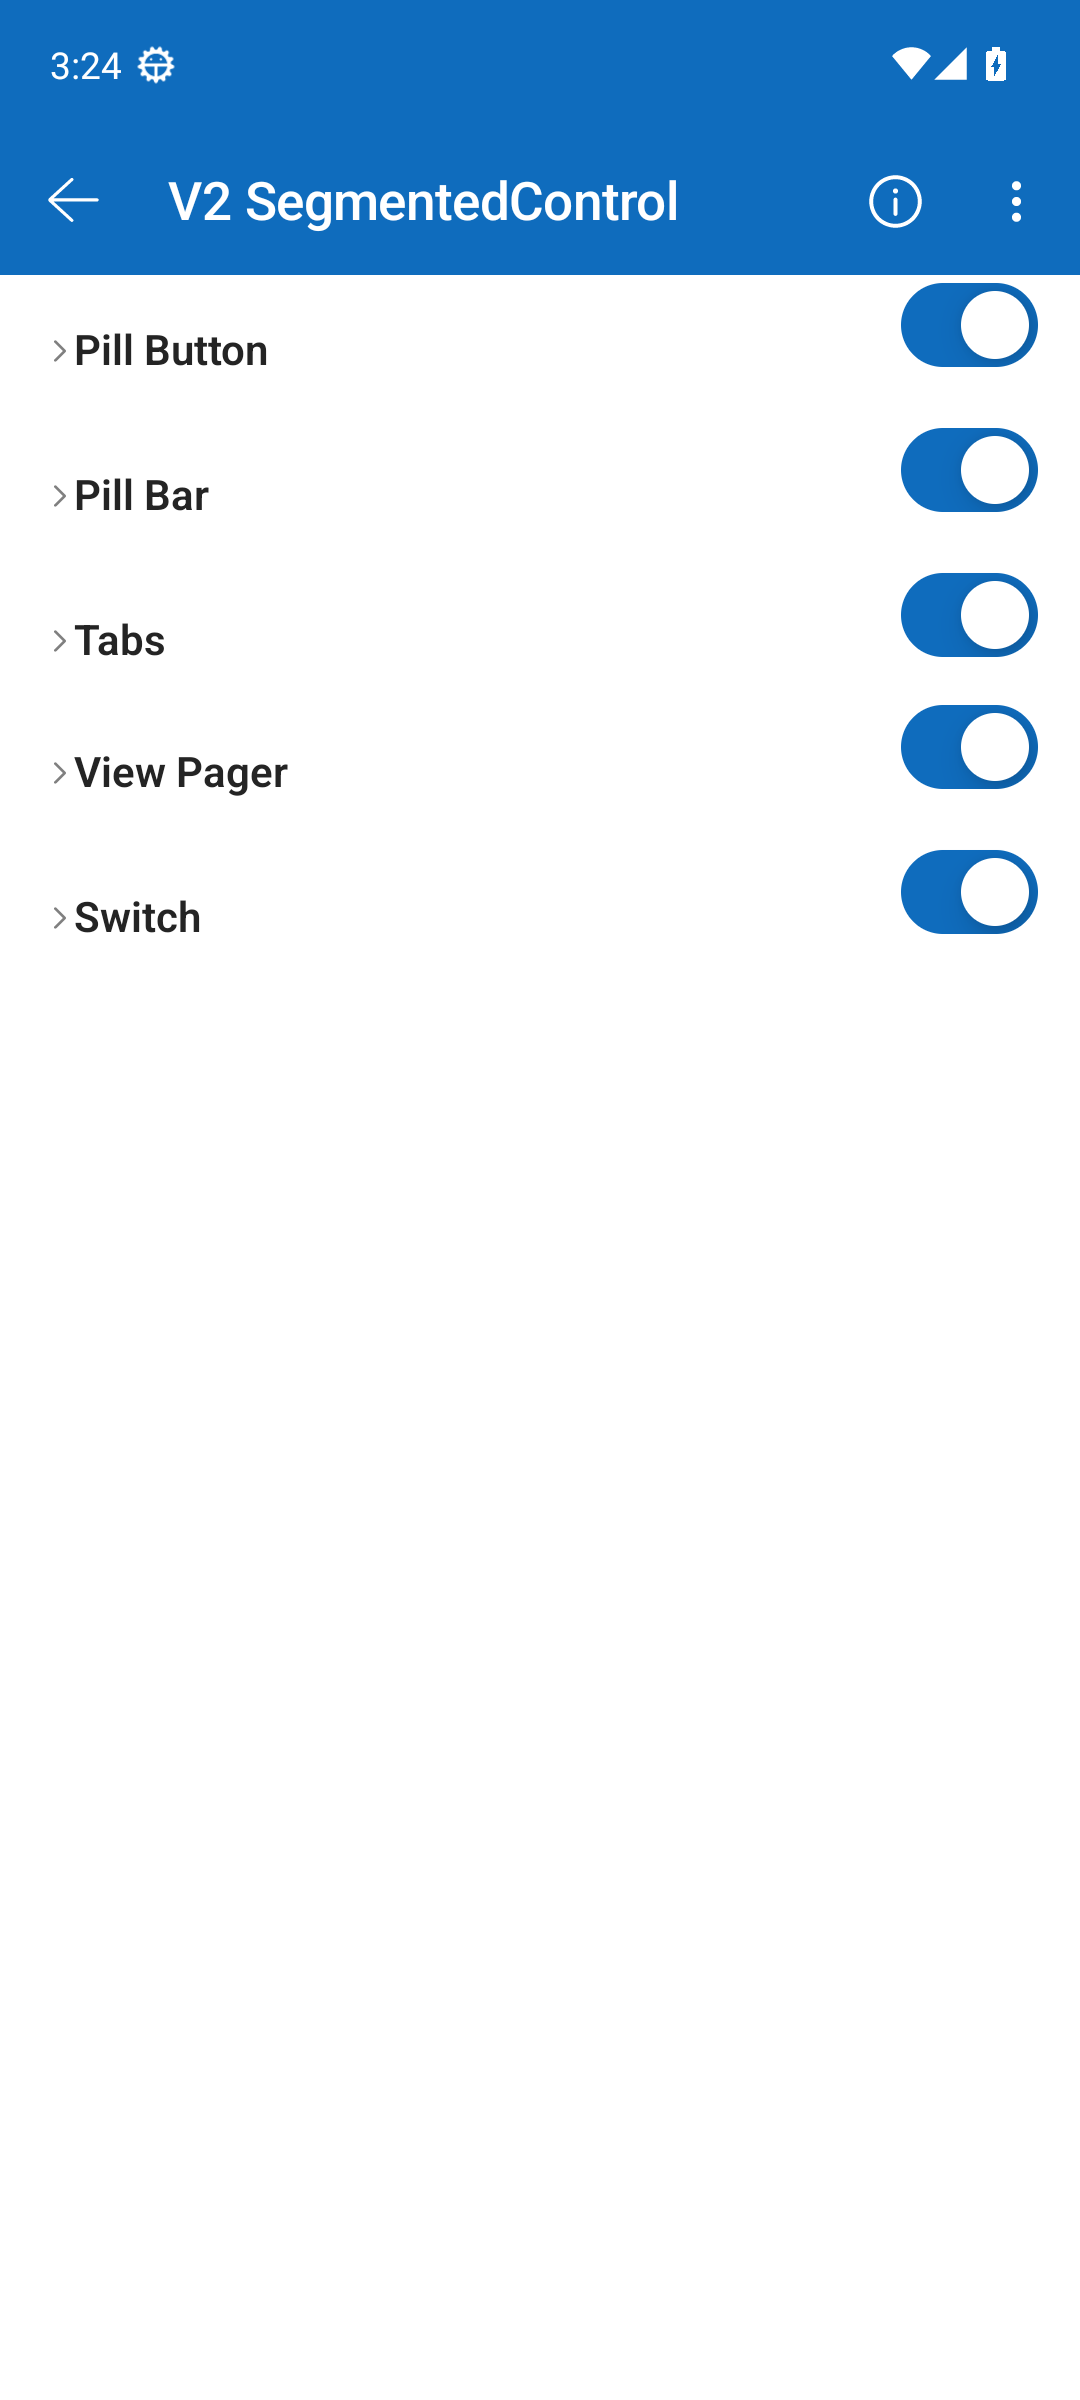 3:24
V2 SegmentedControl
Pill Button
Pill Bar
Tabs
View Pager
Switch